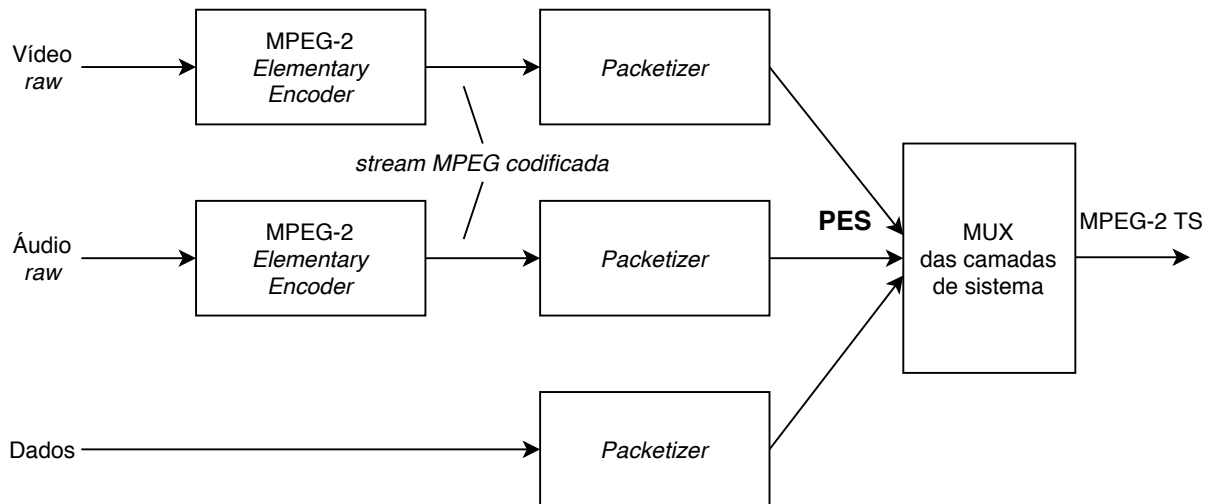 Vídeo
raw
MPEG-2
Elementary
Encoder
Packetizer
stream MPEG codificada
Áudio
raw
MPEG-2
Elementary
Encoder
Packetizer
PES
MUX
das camadas
de sistema
MPEG-2 TS
Dados
Packetizer